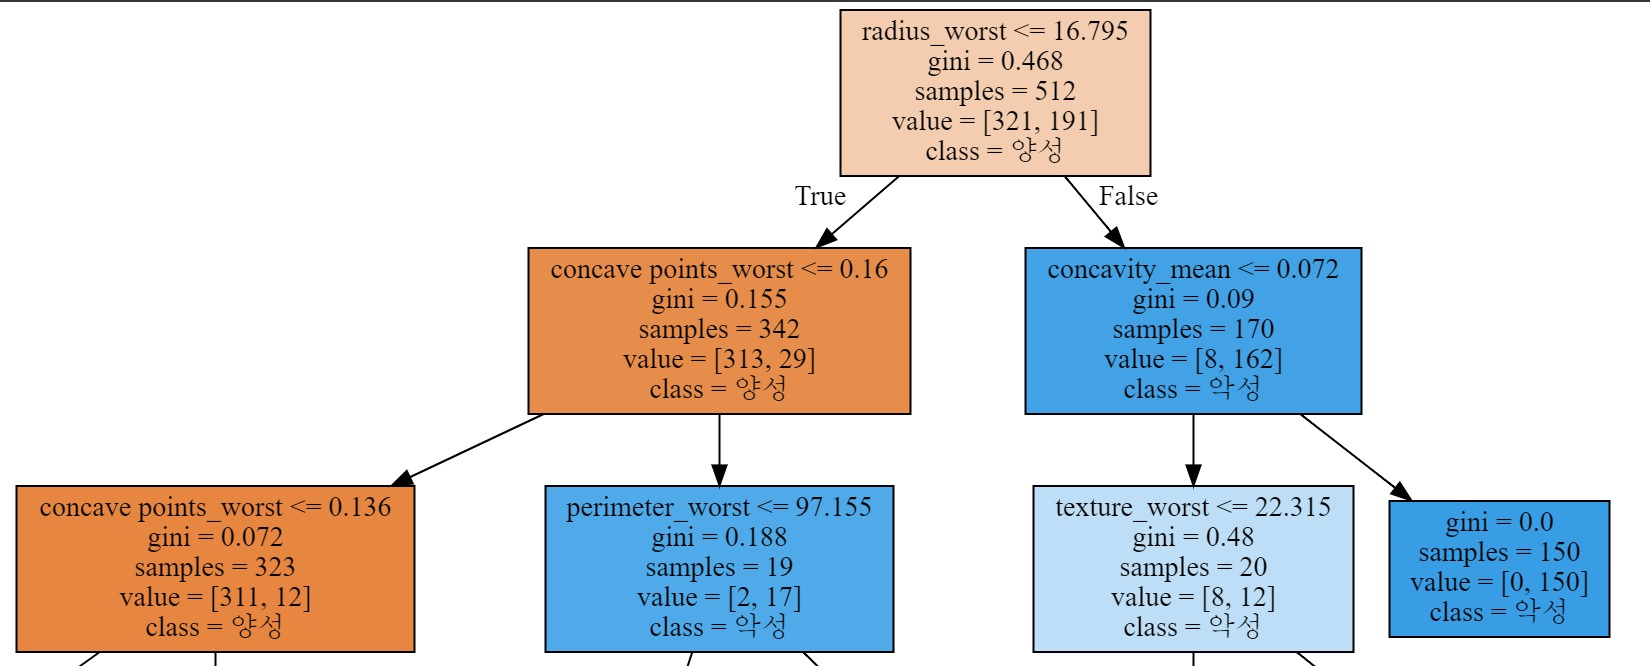 radius_worst <= 16.795
gini = 0.468
samples = 512
value = [321, 191]
class = 양성
True
False
concave points_worst <= 0.16
gini = 0.155
samples = 342
value = [313, 29]
class = 양성
concavity_mean <= 0.072
gini = 0.09
samples = 170
value = [8, 162]
class = 악성
concave points_worst <= 0.136
gini = 0.072
samples = 323
value = [311, 12]
class = 양성
perimeter_worst <= 97.155
gini = 0.188
samples = 19
value = [2, 17]
class = 악성
texture_worst <= 22.315
gini = 0.48
samples = 20
value = [8, 12]
class = 악성
gini = 0.0
samples = 150
value = [0, 150]
class = 악성